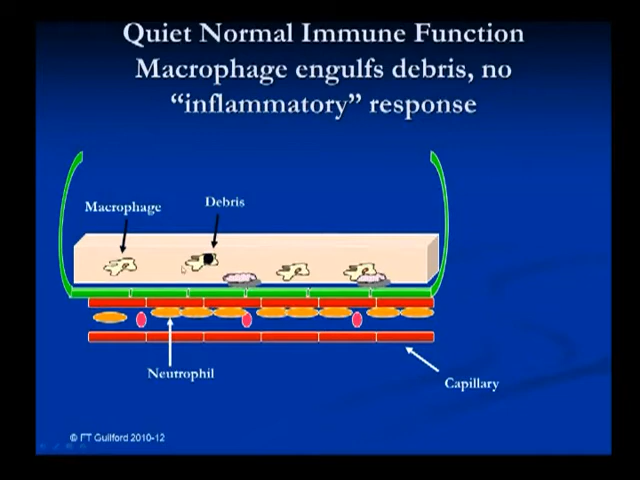 Quiet Normal Immune Function
Macrophage engulfs debris, no
“inflammatory” response
Macrophage
Debris
Neutrophil
Capillary
© FT Guilford 2010-12